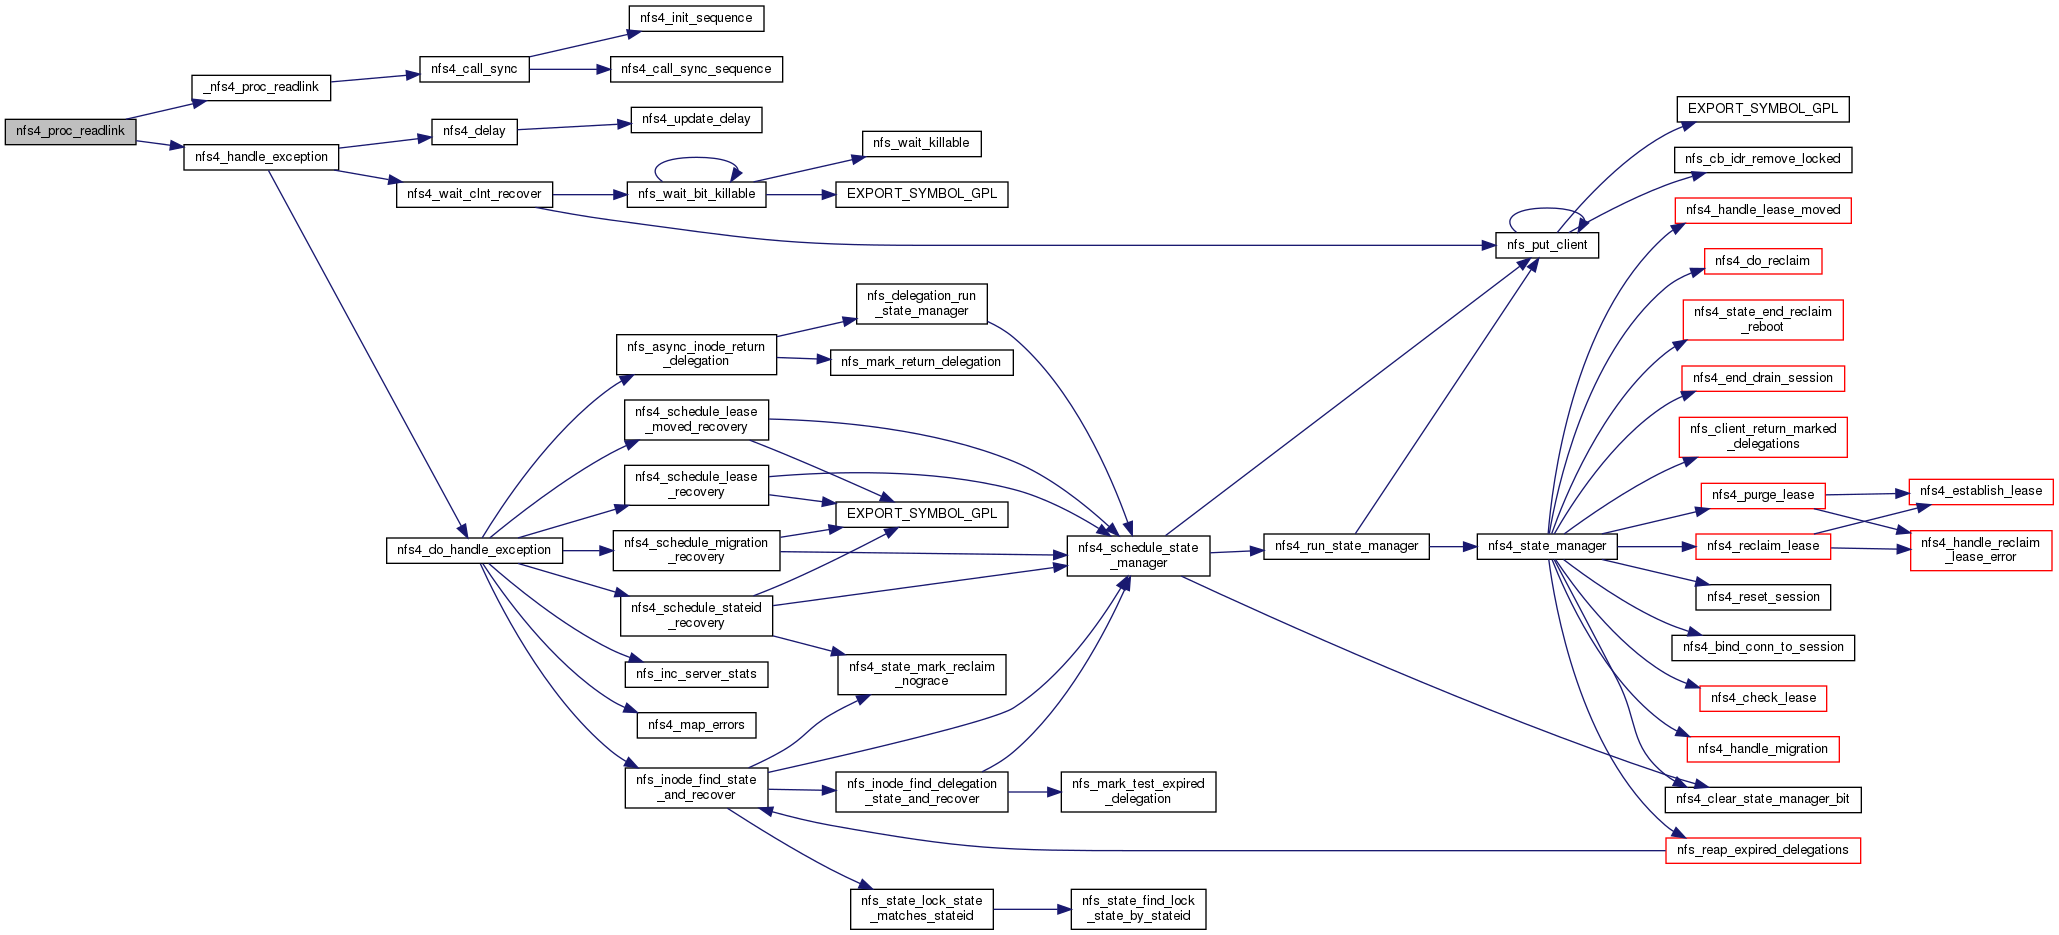 nfs4_init_sequence
nfs4_call_sync
nfs4_call_sync_sequence
_nfs4_proc_readlink
nfs4_proc_readlink
nfs4_delay
nfs4_update_delay
nfs4_handle_exception
nfs_wait_killable
nfs4_wait_clnt_recover
nfs_wait_bit_killable
EXPORT_SYMBOL_GPL
EXPORT_SYMBOL_GPL
nfs_cb_idr_remove_locked
nfs4_handle_lease_moved
nfs_put_client
nfs4_do_reclaim
nfs_delegation_run
_state_manager
nfs4_state_end_reclaim
_reboot
nfs_async_inode_return
_delegation
nfs_mark_return_delegation
nfs4_end_drain_session
nfs4_schedule_lease
_moved_recovery
nfs_client_return_marked
_delegations
nfs4_schedule_lease
_recovery
nfs4_purge_lease
nfs4_establish_lease
EXPORT_SYMBOL_GPL
nfs4_do_handle_exception
nfs4_schedule_migration
_recovery
nfs4_schedule_state
_manager
nfs4_run_state_manager
nfs4_state_manager
nfs4_reclaim_lease
nfs4_handle_reclaim
_lease_error
nfs4_schedule_stateid
_recovery
nfs4_reset_session
nfs4_bind_conn_to_session
nfs_inc_server_stats
nfs4_state_mark_reclaim
_nograce
nfs4_check_lease
nfs4_map_errors
nfs4_handle_migration
nfs_inode_find_state
_and_recover
nfs_inode_find_delegation
_state_and_recover
nfs_mark_test_expired
_delegation
nfs4_clear_state_manager_bit
nfs_reap_expired_delegations
nfs_state_lock_state
_matches_stateid
nfs_state_find_lock
_state_by_stateid